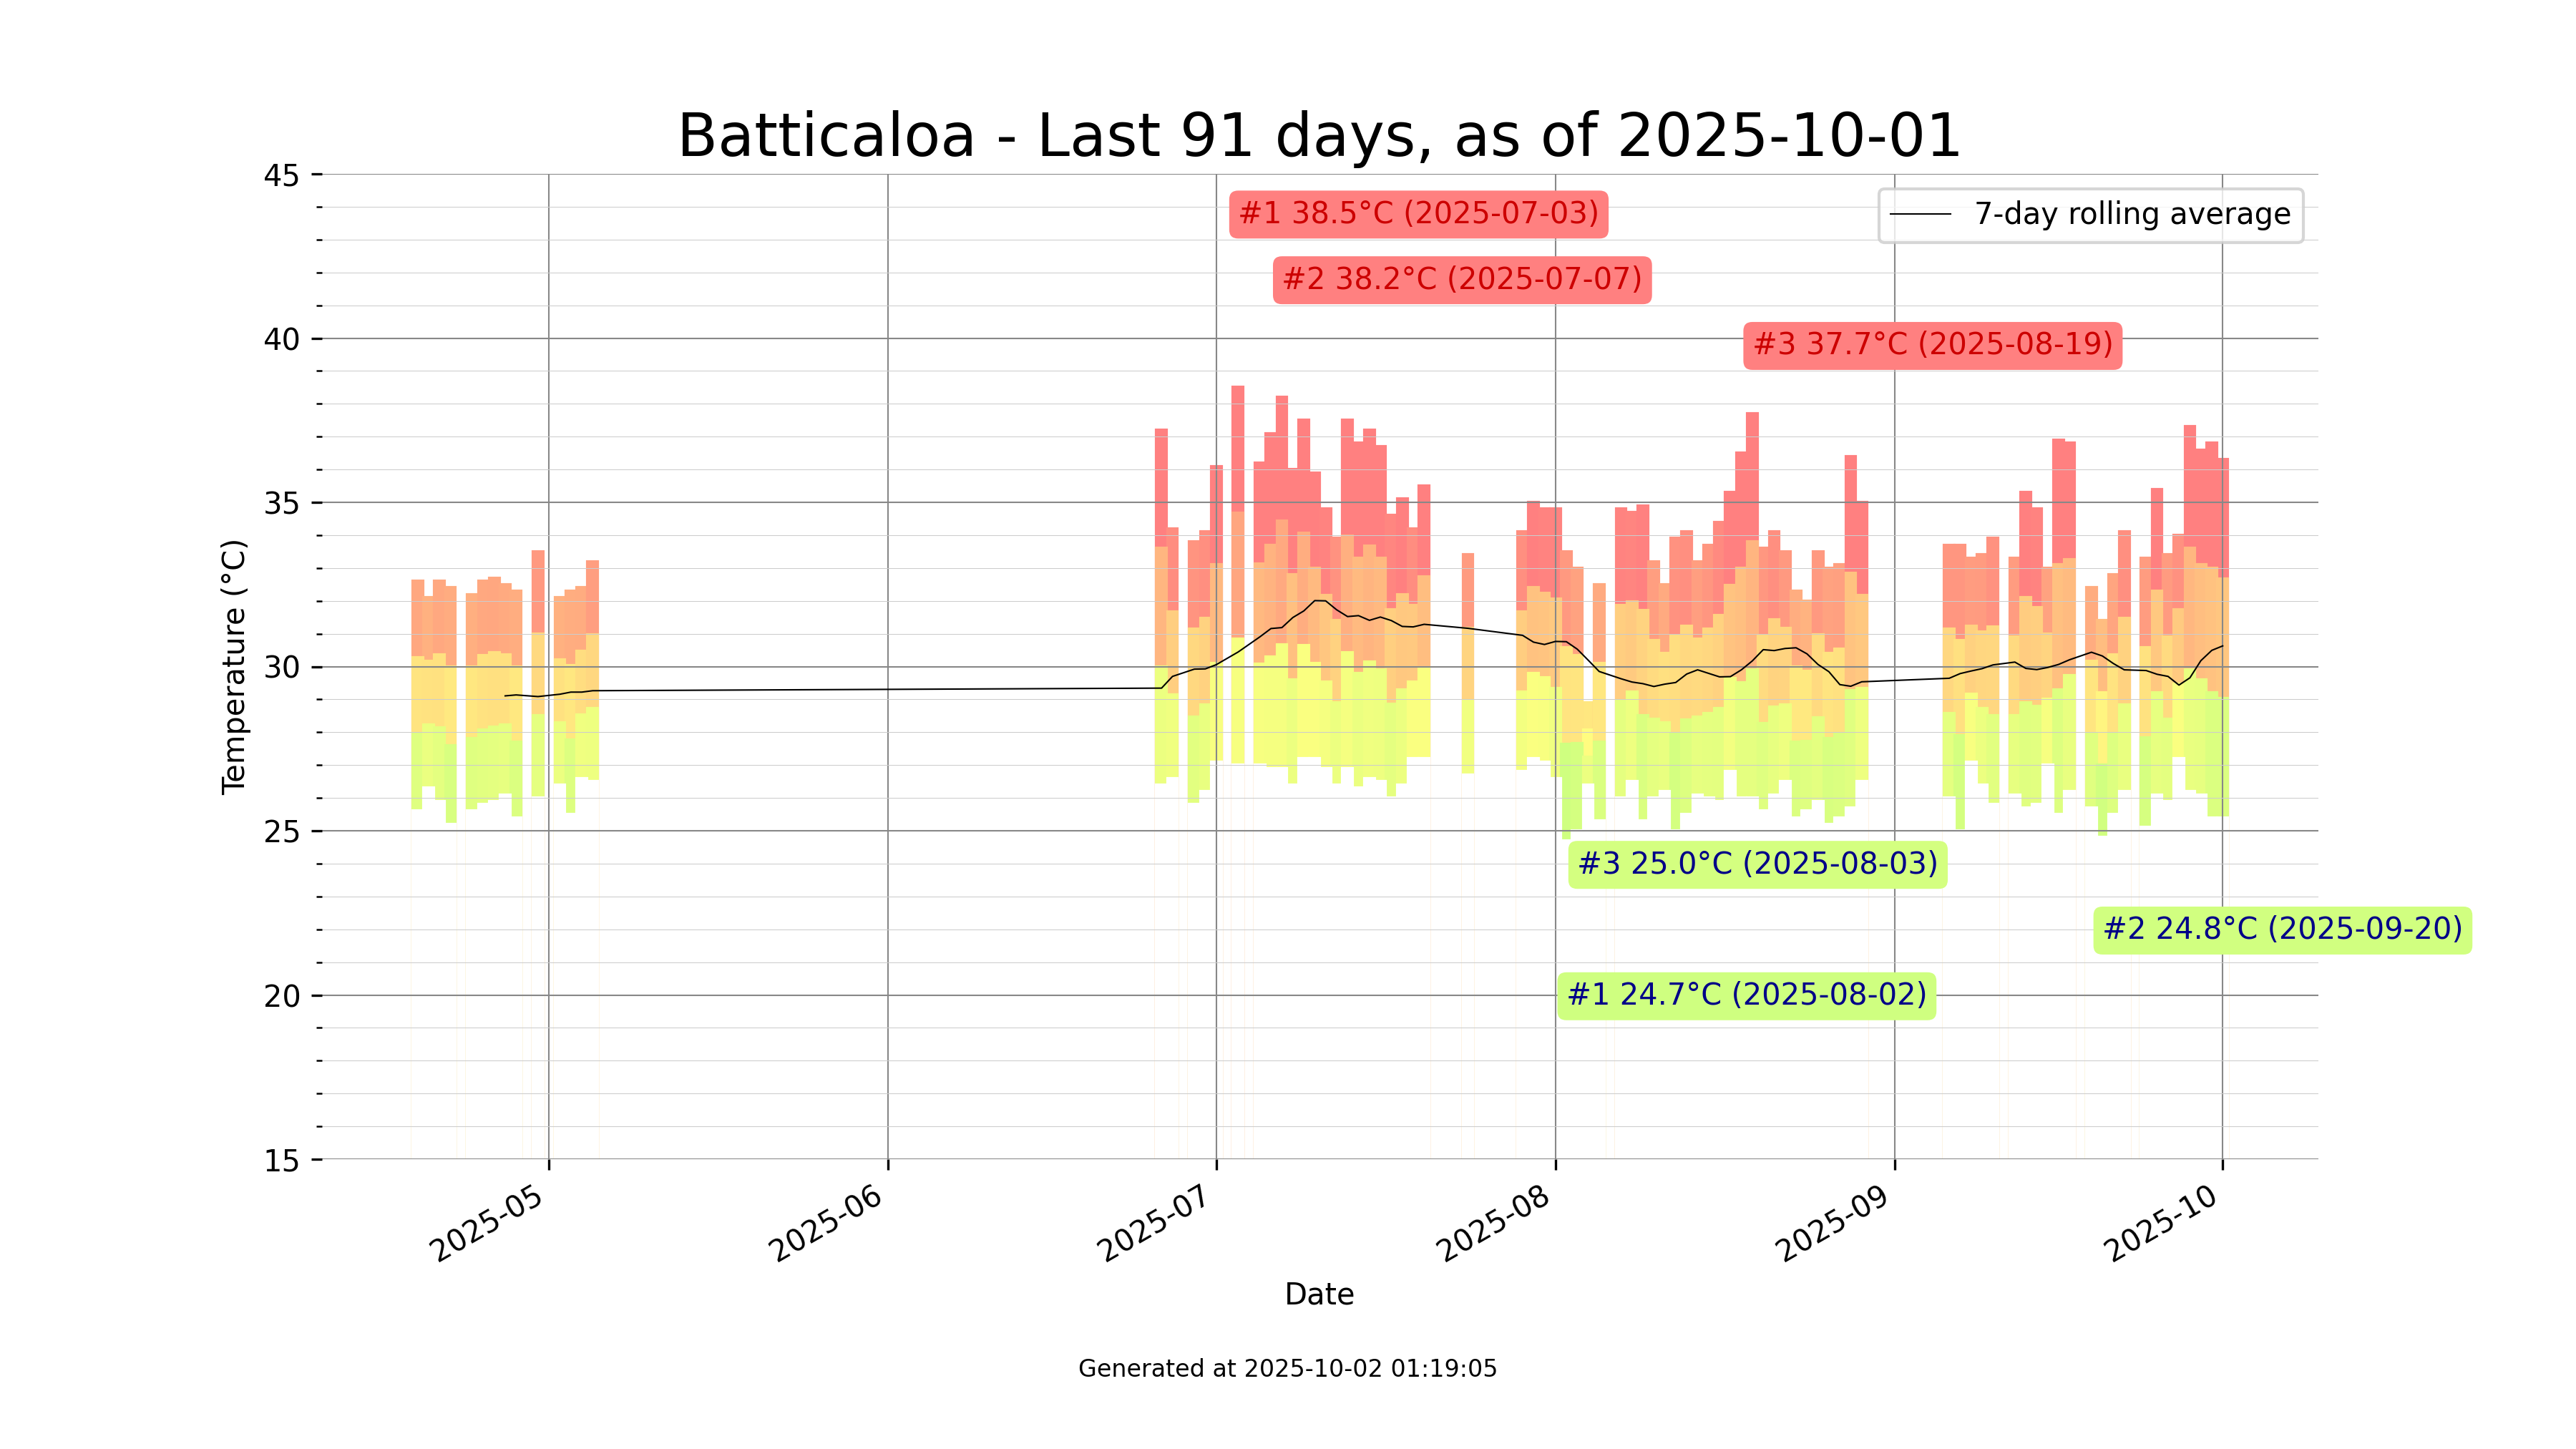 Batticaloa - Last 91 days, as of 2025-10-01
45
40
35
30
25
20
15
Temperature (°C)
7-day rolling average
#1 38.5°C (2025-07-03)
#2 38.2°C (2025-07-07)
#3 37.7°C (2025-08-19)
#3 25.0°C (2025-08-03)
#2 24.8°C (2025-09-20)
#1 24.7°C (2025-08-02)
2025-05
2025-06
2025-07
2025-08
2025-09
2025-10
Date
Generated at 2025-10-02 01:19:05